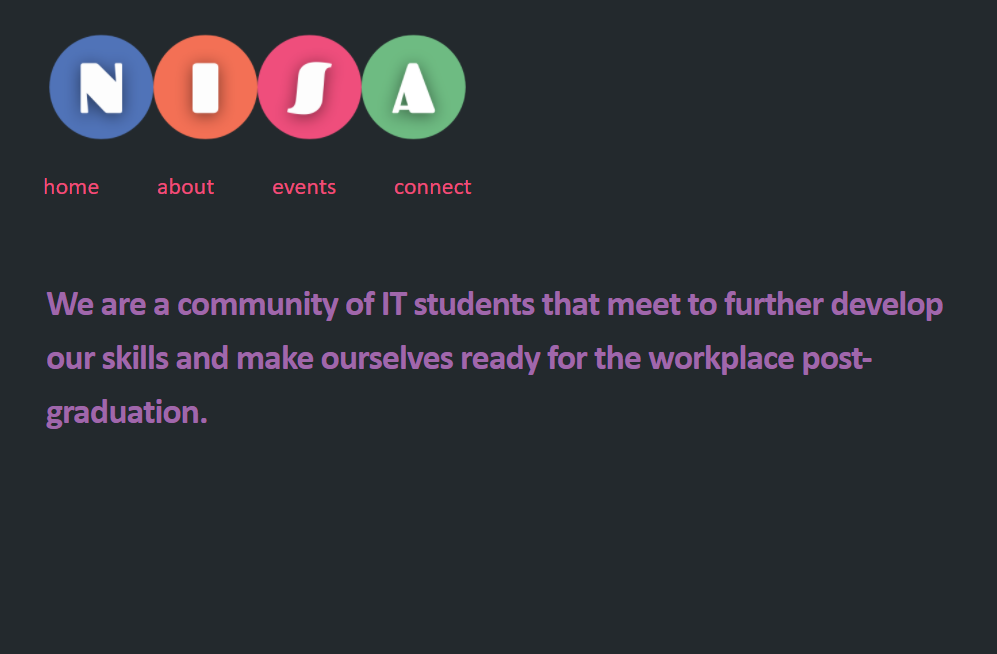 NISA
home about events connect
We are a community of IT students that meet to further develop
our skills and make ourselves ready for the workplace post-
graduation.